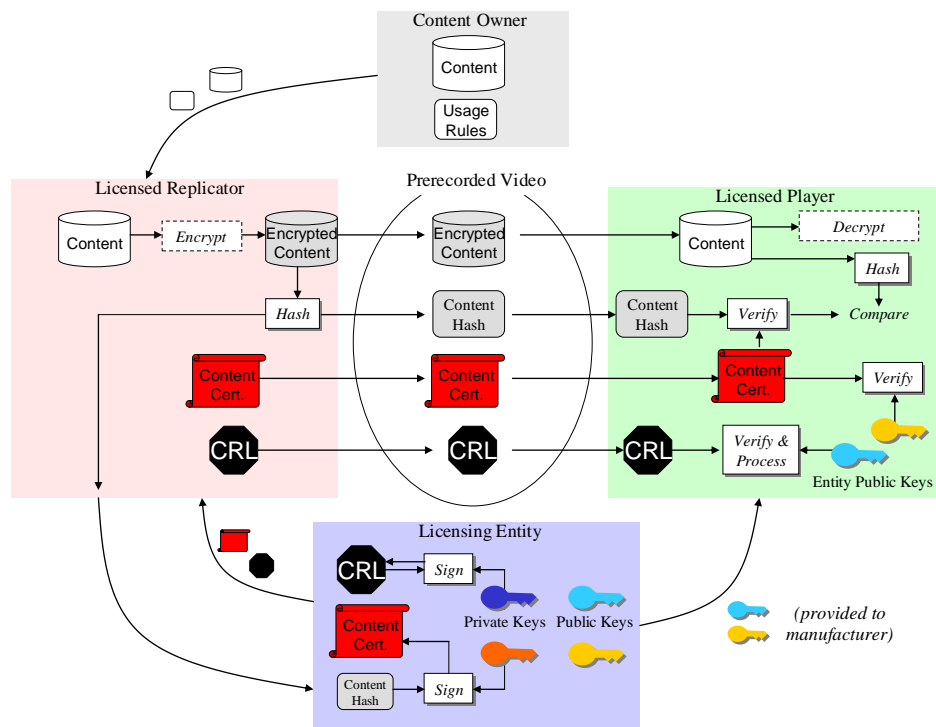 Content Owner
Content
Usage
Rules
Licensed Replicator
Content
Encrypt
Encrypted
Content
Hash
Content
Cert.
CRL
Prerecorded Video
Encrypted
Content
Content
Hash
Content
Cert.
CRL
Licensed Player
Content
Decrypt
Hash
Content
Hash
Verify
Compare
Content
Cert.
Verify
CRL
Verify &
Process
Entity Public Keys
Licensing Entity
CRL
Sign
Private Keys
Public Keys
Content
Cert.
Content
Hash
Sign
(provided to
manufacturer)